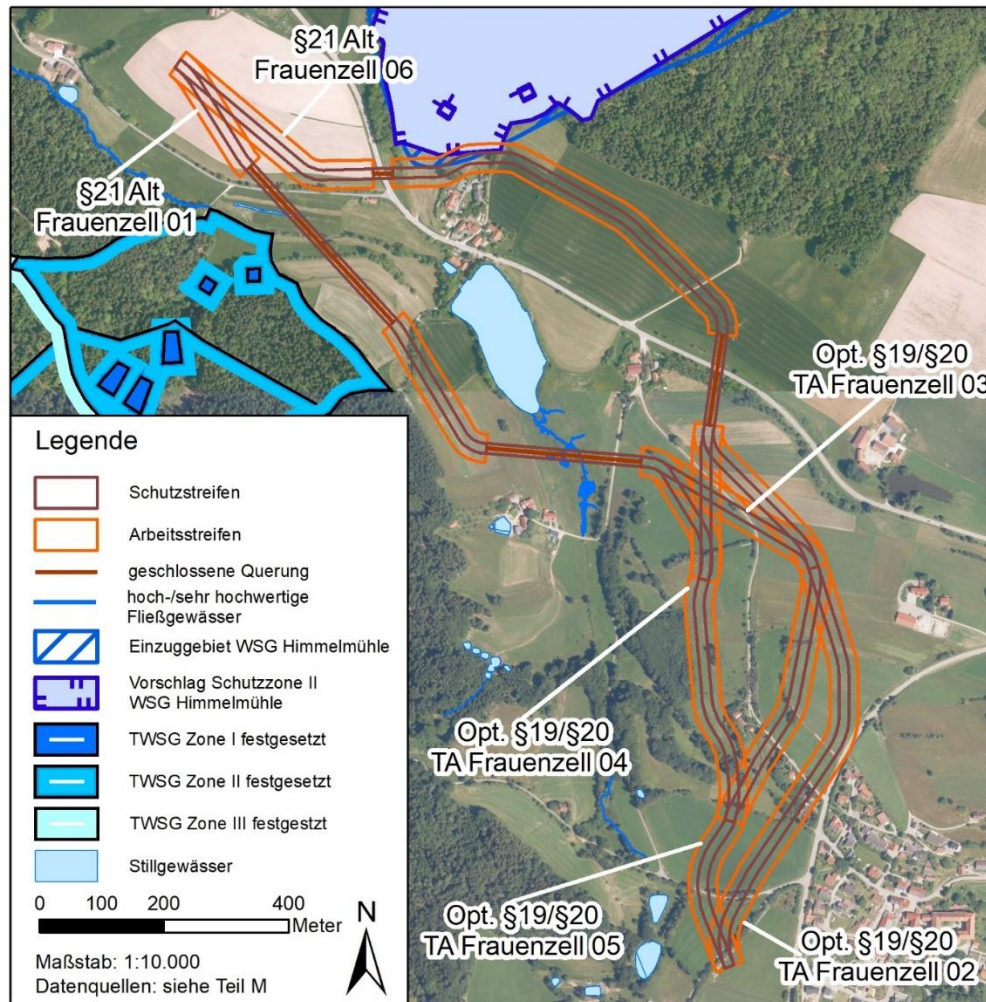 §21 Alt
Frauenzell 06
§21 Alt
Frauenzell 01
Opt. §19/§20
TA Frauenzell 03
Opt. §19/§20
TA Frauenzell 04
Opt. §19/§20
TA Frauenzell 05
Opt. §19/§20
TA Frauenzell 02
Legende
Schutzstreifen
Arbeitsstreifen
geschlossene Querung
hoch-/sehr hochwertige
Fließgewässer
Einzuggebiet WSG Himmelmühle
Vorschlag Schutzzone II
WSG Himmelmühle
TWSG Zone I festgesetzt
TWSG Zone II festgesetzt
TWSG Zone III festgestzt
Stillgewässer
0 100 200 400
Meter
N
Maßstab: 1:10.000
Datenquellen: siehe Teil M